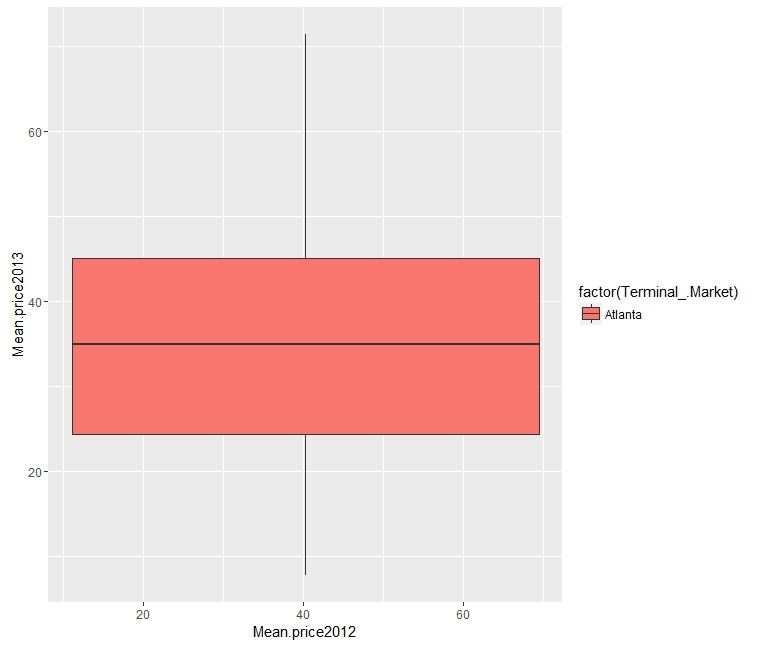 60
40
20
Mean.price2013
20 40 60
Mean.price2012
factor(Terminal_.Market)
Atlanta